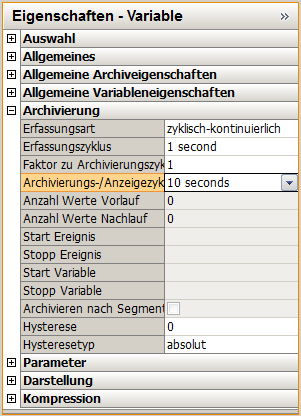 Eigenschaften - Variable »
Auswahl
Allgemeines
Allgemeine Archiveigenschaften
Allgemeine Variableneigenschaften
Archivierung
Erfassungsart zyklisch-kontinuierlich
Erfassungszyklus 1 second
Faktor zu Archivierungszyk 1
Archivierungs-/Anzeigezyk 10 seconds
Anzahl Werte Vorlauf 0
Anzahl Werte Nachlauf 0
Start Ereignis
Stopp Ereignis
Start Variable
Stopp Variable
Archivieren nach Segment
Hysterese 0
Hysteresetyp absolut
Parameter
Darstellung
Kompression